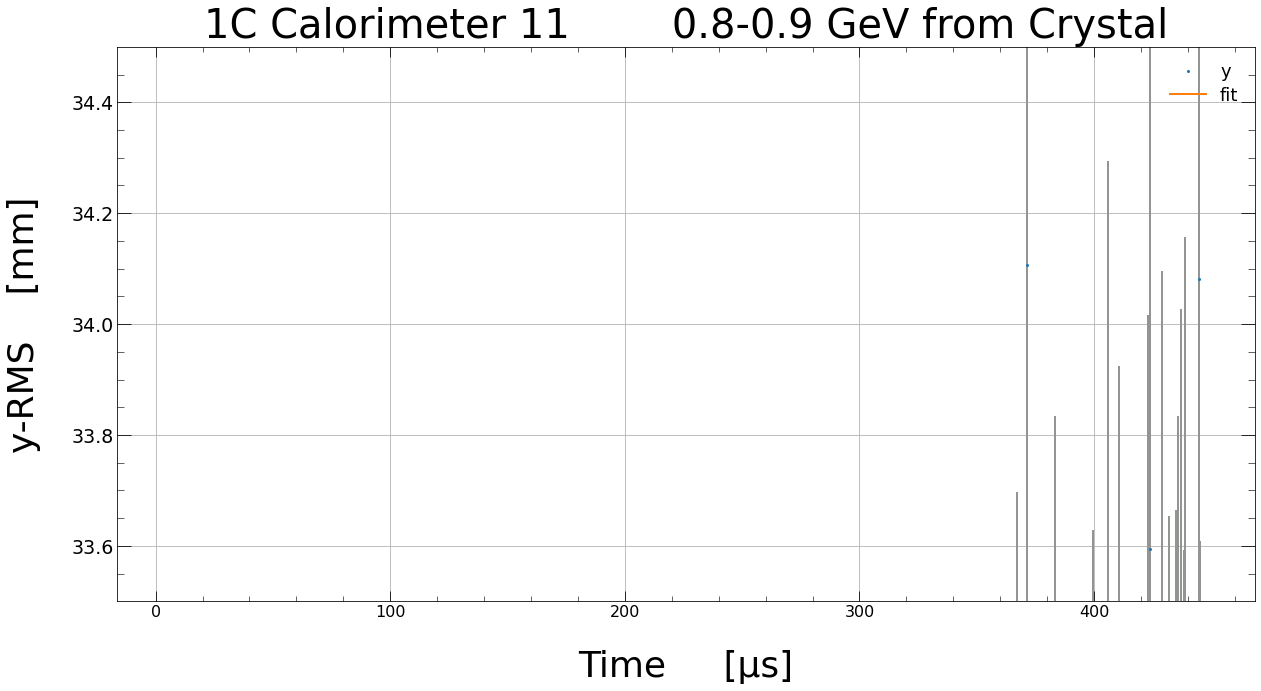 1C Calorimeter 11 0.8-0.9 GeV from Crystal
y
fit
34.4
34.2
34.0
33.8
33.6
y-RMS [mm]
0 100 200 300 400
Time [µs]